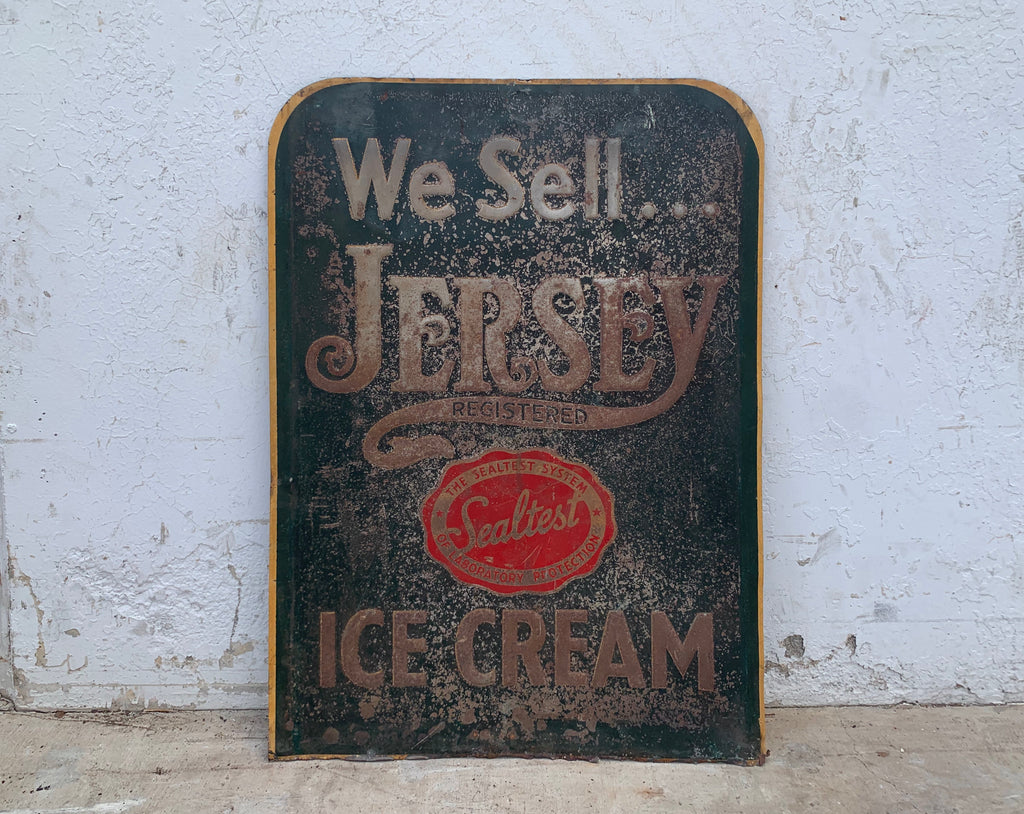 We Sell...
JERSEY
REGISTERED
THE SEALTEST SYSTEM
Sealtest
OF LABORATORY PROTECTION
ICE CREAM